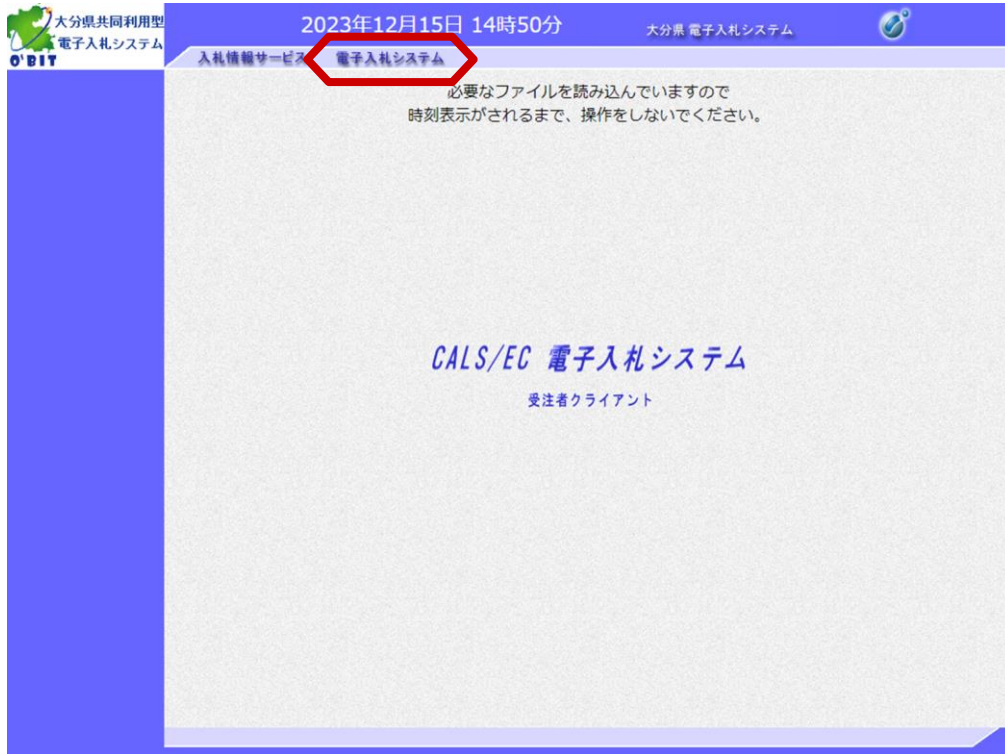 大分県共同利用型
電子入札システム
O'BIT
2023年12月15日 14時50分
大分県 電子入札システム
入札情報サービス
電子入札システム
必要なファイルを読み込んでいますので
時刻表示がされるまで、操作をしないでください。
CALS/EC 電子入札システム
受注者クライアント